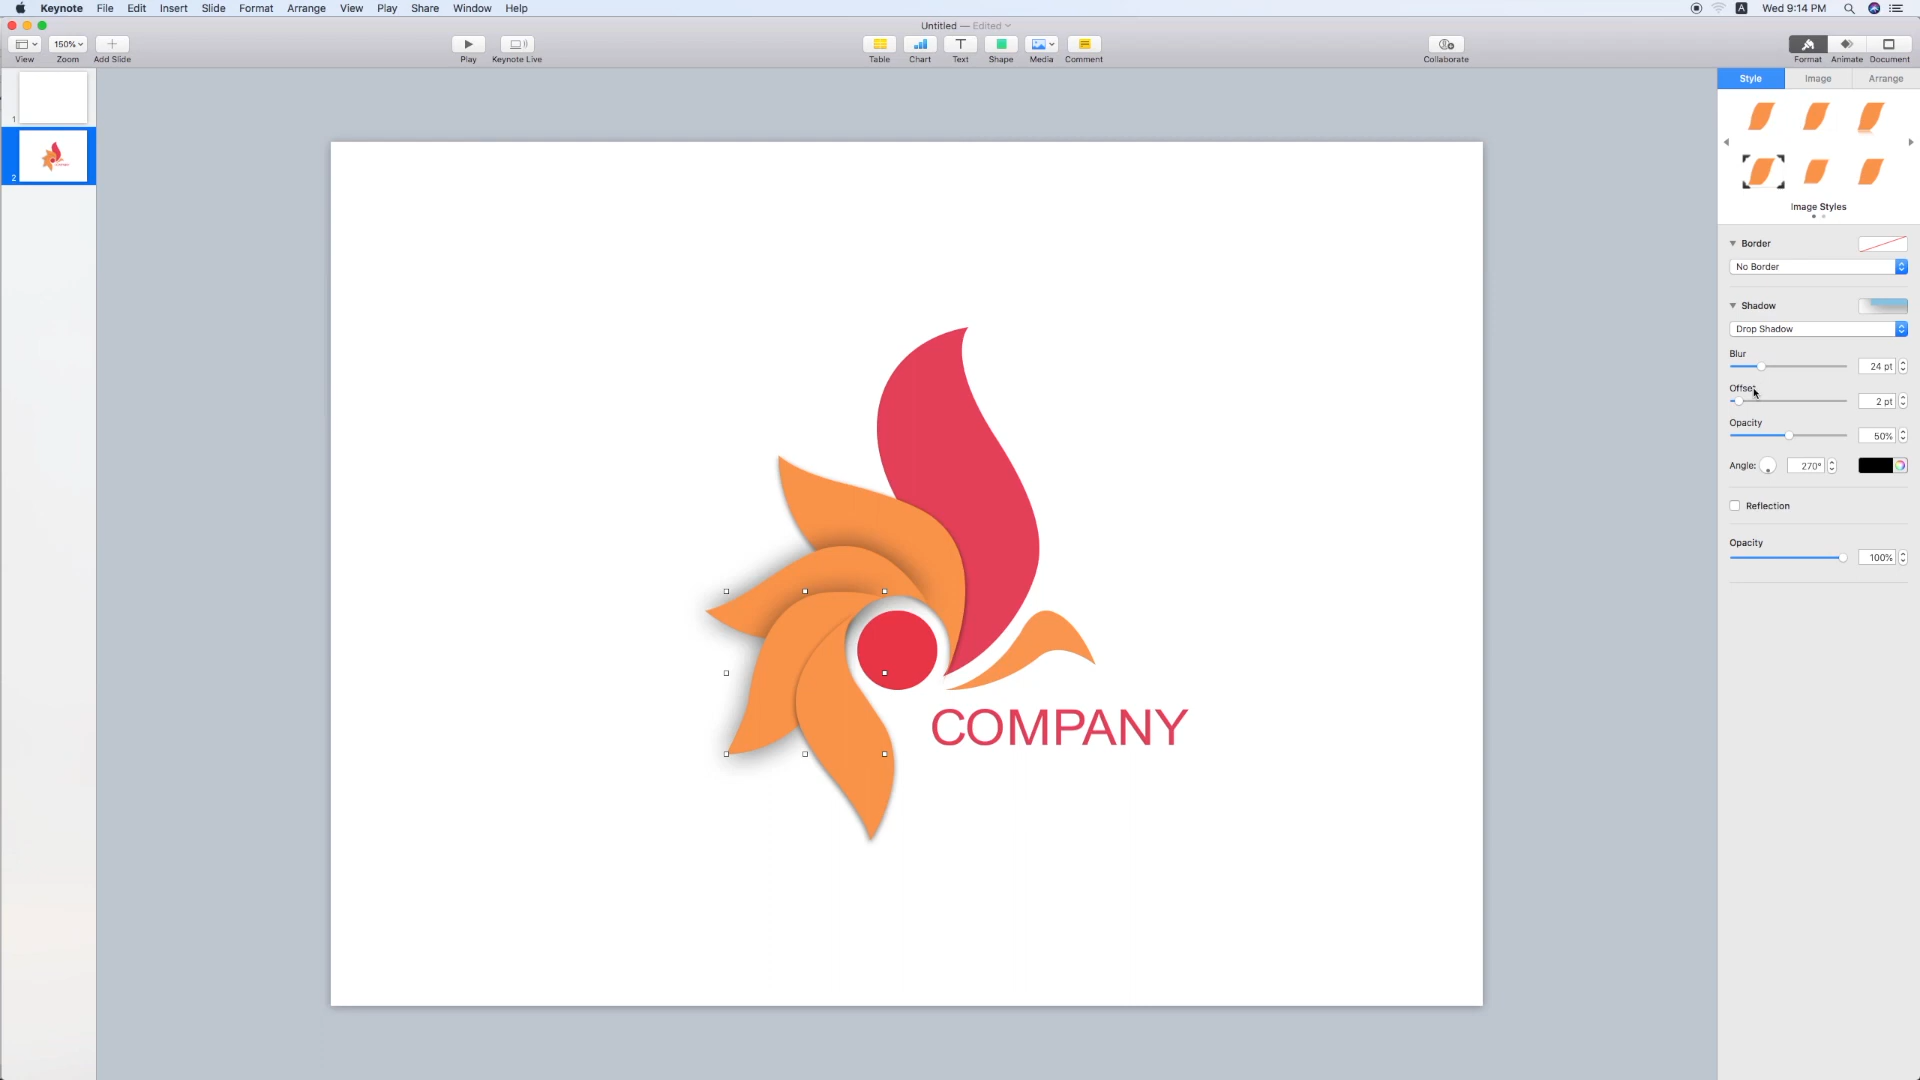 Keynote File Edit Insert Slide Format Arrange View Play Share Window Help
A Wed 9:14 PM
Untitled — Edited
150%
View Zoom Add Slide Play Keynote Live Table Chart Text Shape Media Comment Collaborate Format Animate Document
Style Image Arrange
1
2
Image Styles
Border
No Border
Shadow
Drop Shadow
Blur
24 pt
Offset
2 pt
Opacity
50%
Angle: 270°
Reflection
Opacity
100%
COMPANY